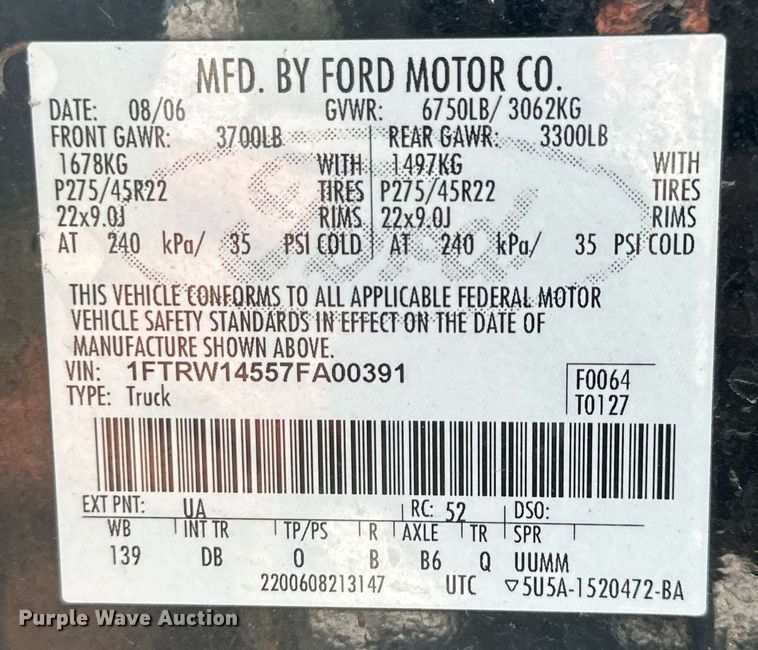 MFD. BY FORD MOTOR CO.
DATE: 08/06 GVWR: 6750LB/ 3062KG
FRONT GAWR: 3700LB REAR GAWR: 3300LB
1678KG WITH 1497KG WITH
P275/45R22 TIRES P275/45R22 TIRES
22x9.0J RIMS 22x9.0J RIMS
AT 240 kPa/ 35 PSI COLD AT 240 kPa/ 35 PSI COLD
Ford
THIS VEHICLE CONFORMS TO ALL APPLICABLE FEDERAL MOTOR
VEHICLE SAFETY STANDARDS IN EFFECT ON THE DATE OF
MANUFACTURE SHOWN ABOVE.
VIN: 1FTRW14557FA00391
TYPE: Truck
F0064
T0127
EXT PNT: UA RC: 52 DSO:
WB INT TR TP/PS R AXLE TR SPR
139 DB O B B6 Q UUMM
2200608213147 UTC ▽5U5A-1520472-BA
Purple Wave Auction